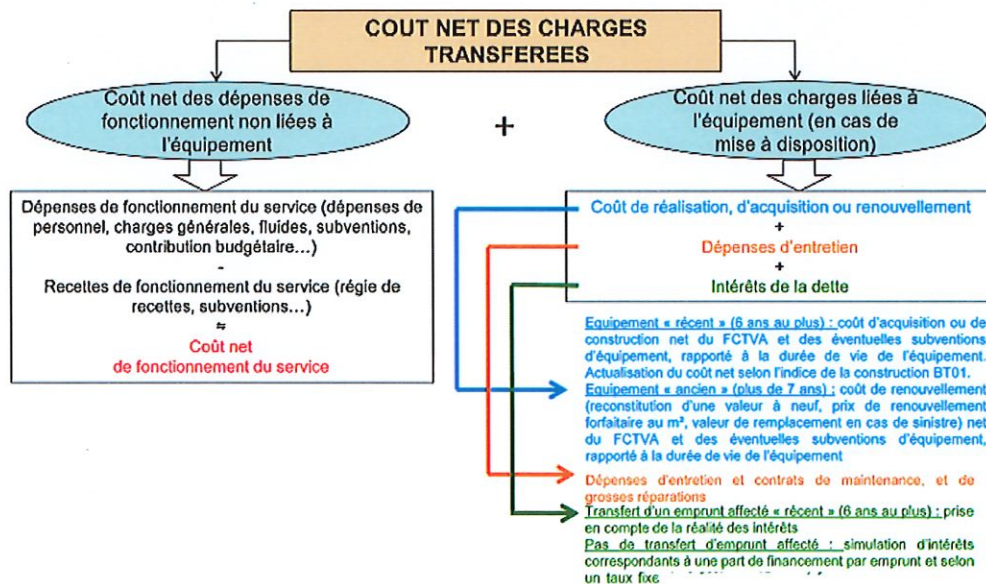 COUT NET DES CHARGES
TRANSFEREES
Coût net des dépenses de
fonctionnement non liées à
l'équipement
+
Coût net des charges liées à
l'équipement (en cas de
mise à disposition)
Dépenses de fonctionnement du service (dépenses de
personnel, charges générales, fluides, subventions,
contribution budgétaire...)
-
Recettes de fonctionnement du service (régie de
recettes, subventions...)
=
Coût net
de fonctionnement du service
Coût de réalisation, d'acquisition ou renouvellement
+
Dépenses d'entretien
+
Intérêts de la dette
Equipement « récent » (6 ans au plus) : coût d'acquisition ou de
construction net du FCTVA et des éventuelles subventions
d'équipement, rapporté à la durée de vie de l'équipement.
Actualisation du coût net selon l'indice de la construction BT01.
Equipement « ancien » (plus de 7 ans) : coût de renouvellement
(reconstitution d'une valeur à neuf, prix de renouvellement
forfaitaire au m², valeur de remplacement en cas de sinistre) net
du FCTVA et des éventuelles subventions d'équipement,
rapporté à la durée de vie de l'équipement
Dépenses d'entretien et contrats de maintenance, et de
grosses réparations
Transfert d'un emprunt affecté « récent » (6 ans au plus) : prise
en compte de la réalité des intérêts
Pas de transfert d'emprunt affecté : simulation d'intérêts
correspondants à une part de financement par emprunt et selon
un taux fixe